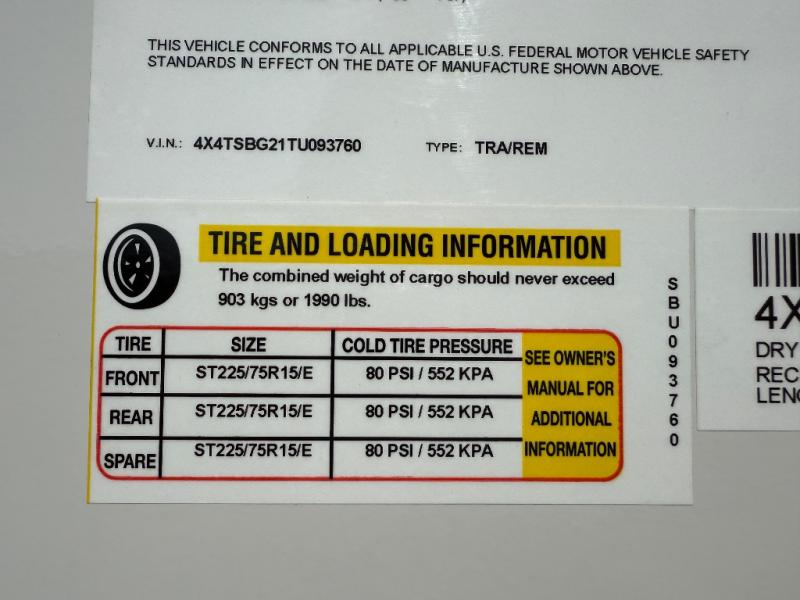 THIS VEHICLE CONFORMS TO ALL APPLICABLE U.S. FEDERAL MOTOR VEHICLE SAFETY
STANDARDS IN EFFECT ON THE DATE OF MANUFACTURE SHOWN ABOVE.
V.I.N.: 4X4TSBG21TU093760 TYPE: TRA/REM
TIRE AND LOADING INFORMATION
The combined weight of cargo should never exceed
903 kgs or 1990 lbs.
TIRE SIZE COLD TIRE PRESSURE
FRONT ST225/75R15/E 80 PSI / 552 KPA
REAR ST225/75R15/E 80 PSI / 552 KPA
SPARE ST225/75R15/E 80 PSI / 552 KPA
SEE OWNER'S
MANUAL FOR
ADDITIONAL
INFORMATION
SBU093760
4X
DRY
REC
LENG